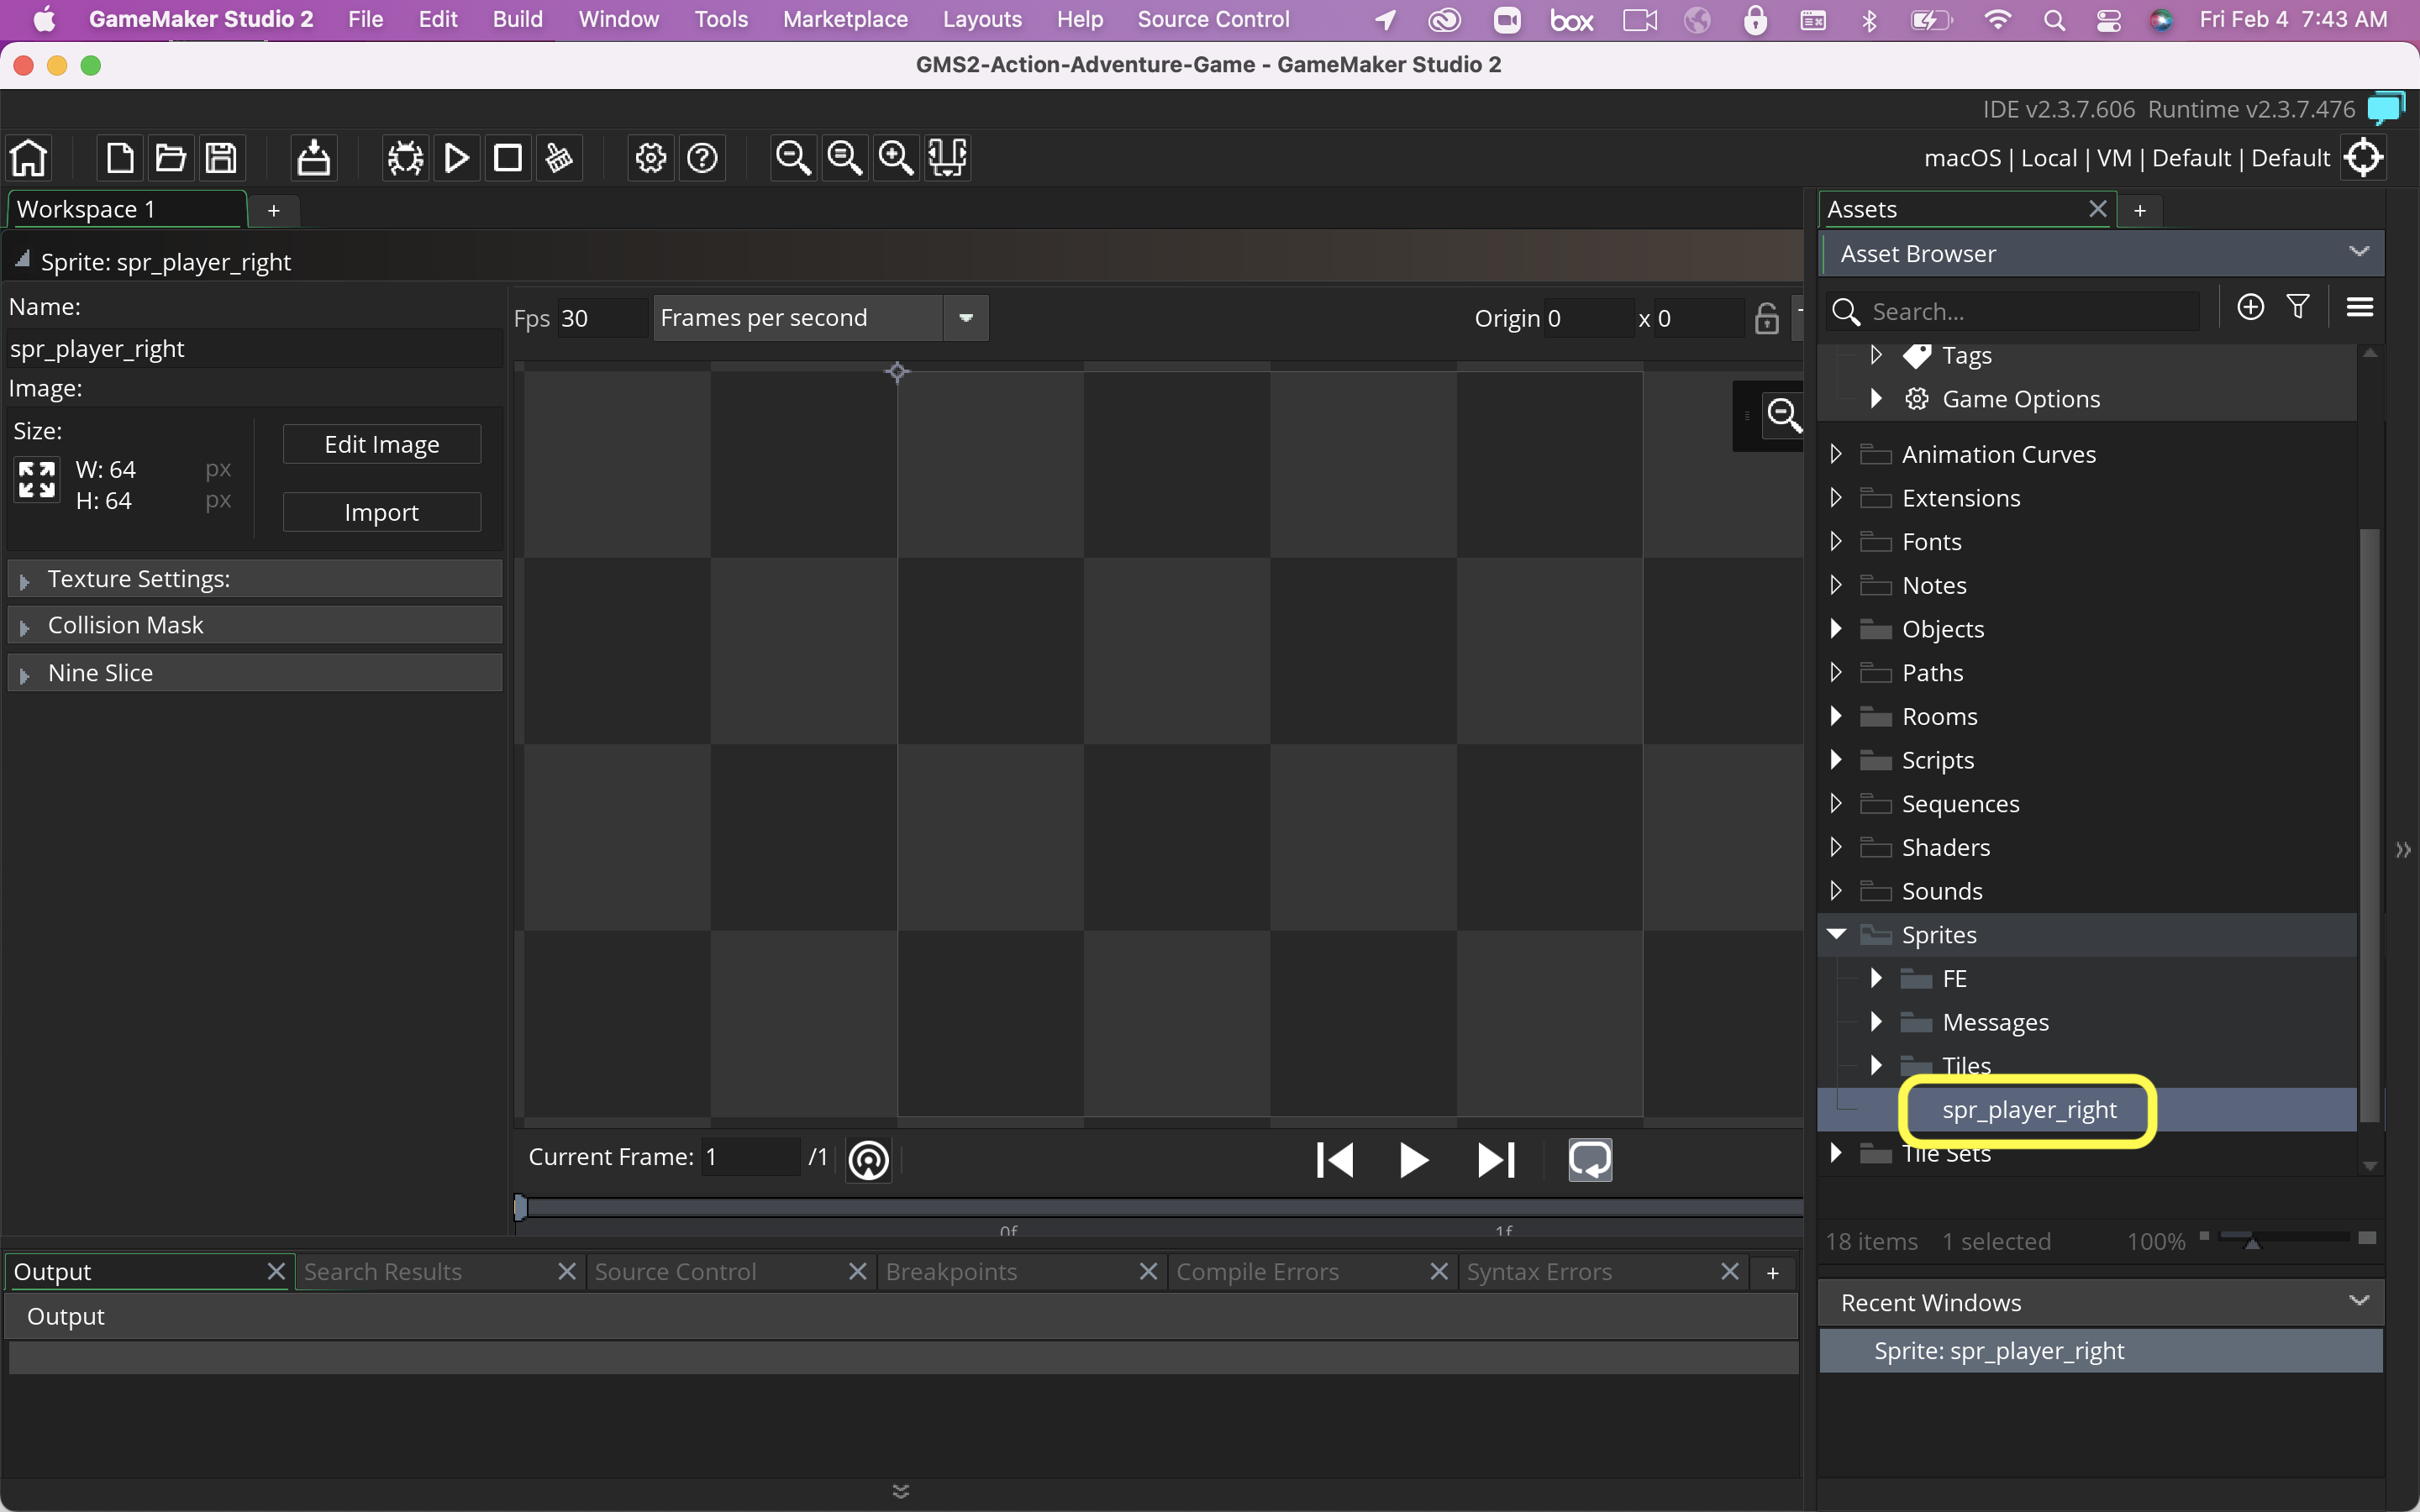 GameMaker Studio 2 File Edit Build Window Tools Marketplace Layouts Help Source Control box Fri Feb 4 7:43 AM
GMS2-Action-Adventure-Game - GameMaker Studio 2
IDE v2.3.7.606 Runtime v2.3.7.476
macOS | Local | VM | Default | Default
Workspace 1 +
Sprite: spr_player_right
Name:
spr_player_right
Image:
Size:
W: 64 px
H: 64 px
Edit Image
Import
Texture Settings:
Collision Mask
Nine Slice
Fps 30 Frames per second Origin 0 x 0
Current Frame: 1 /1
0f 1f
Assets +
Asset Browser
Search...
Tags
Game Options
Animation Curves
Extensions
Fonts
Notes
Objects
Paths
Rooms
Scripts
Sequences
Shaders
Sounds
Sprites
FE
Messages
Tiles
spr_player_right
Tile Sets
18 items 1 selected 100%
Recent Windows
Sprite: spr_player_right
Output Search Results Source Control Breakpoints Compile Errors Syntax Errors +
Output